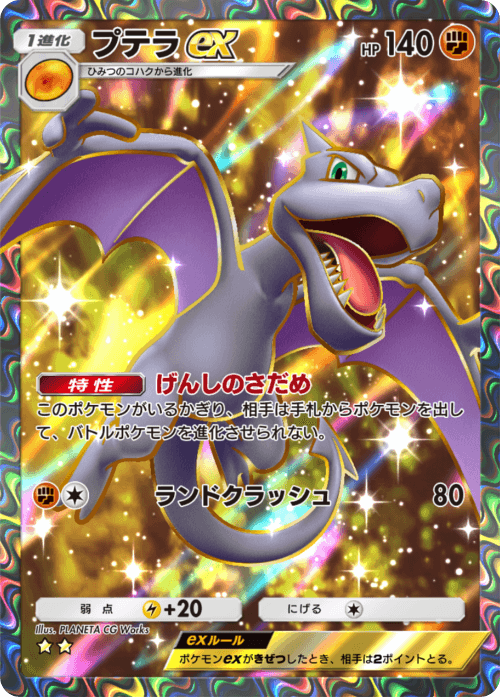 1進化
プテラex
HP 140
ひみつのコハクから進化
特性 げんしのさだめ
このポケモンがいるかぎり、相手は手札からポケモンを出し
て、バトルポケモンを進化させられない。
ランドクラッシュ 80
弱点 +20 にげる
Illus. PLANETA CG Works
exルール
ポケモンexがきぜつしたとき、相手は2ポイントとる。